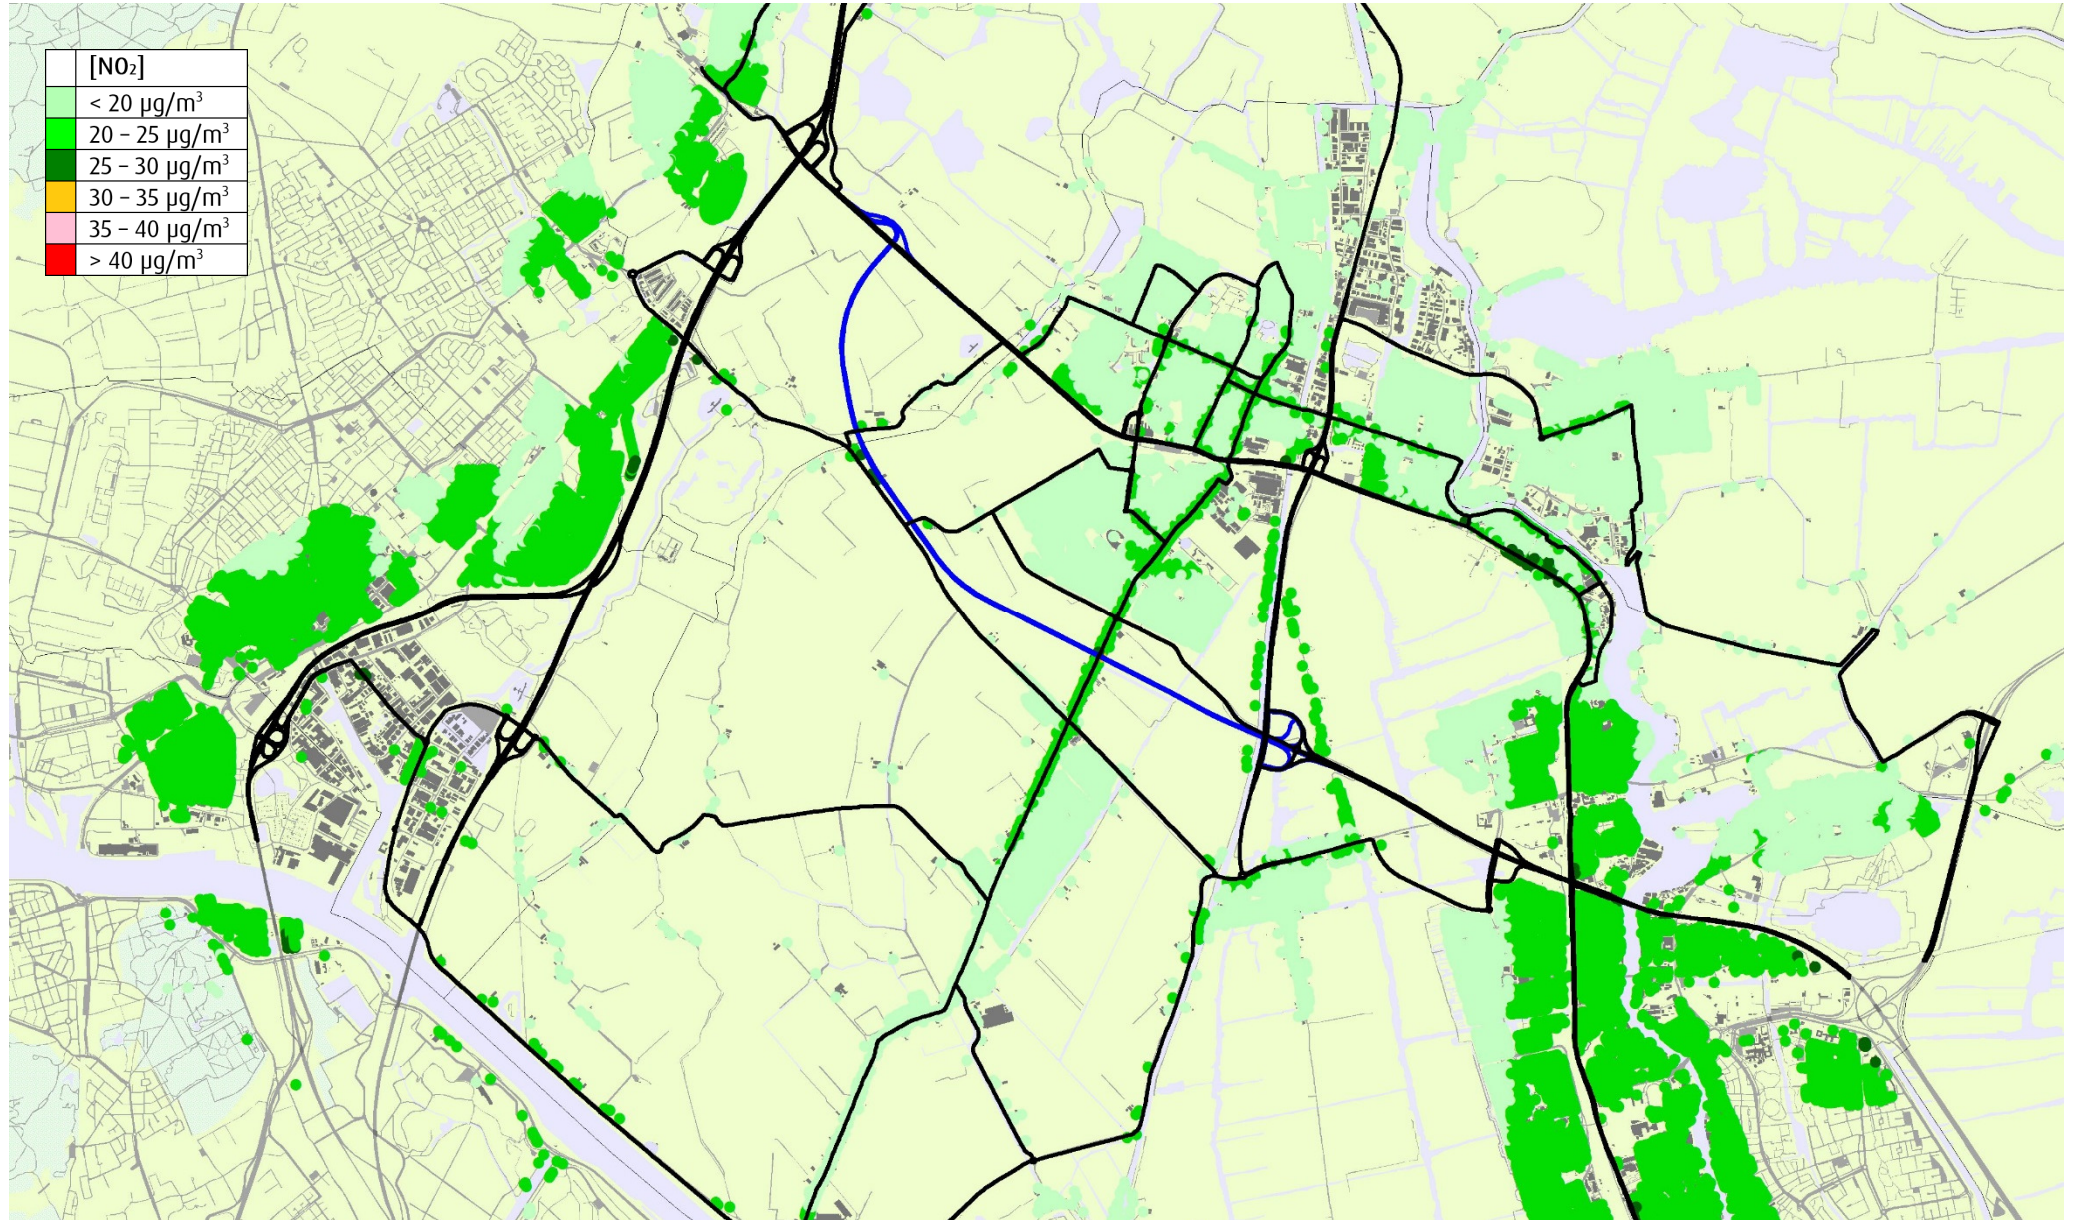 [NO₂]
< 20 µg/m³
20 – 25 µg/m³
25 – 30 µg/m³
30 – 35 µg/m³
35 – 40 µg/m³
> 40 µg/m³